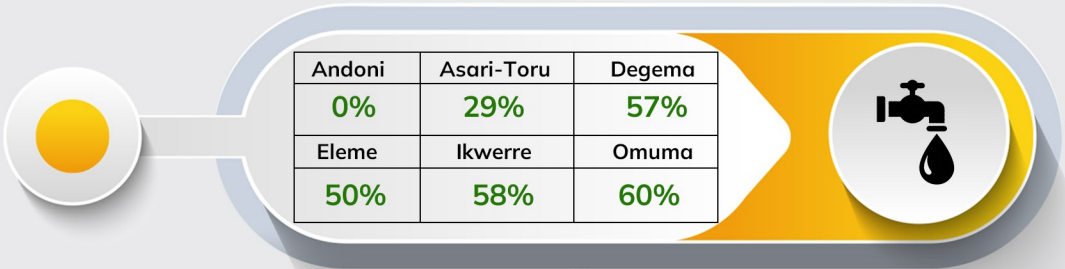 Andoni Asari-Toru Degema
0% 29% 57%
Eleme Ikwerre Omuma
50% 58% 60%